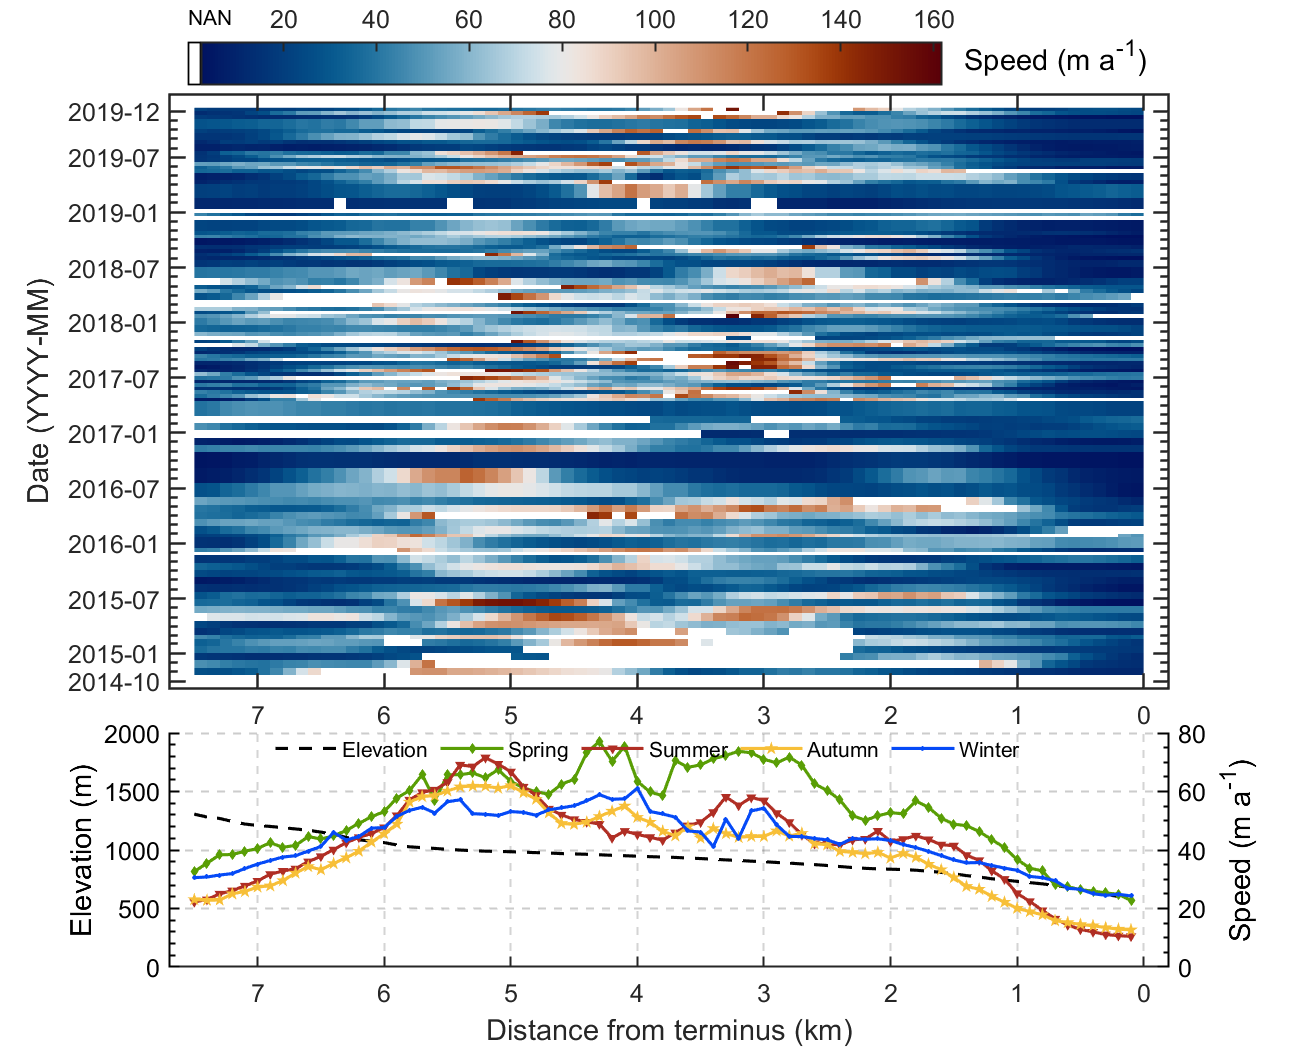 NAN 20 40 60 80 100 120 140 160
Speed (m a-1)
Date (YYYY-MM)
2019-12
2019-07
2019-01
2018-07
2018-01
2017-07
2017-01
2016-07
2016-01
2015-07
2015-01
2014-10
7 6 5 4 3 2 1 0
Elevation (m)
2000
1500
1000
500
0
Elevation Spring Summer Autumn Winter
80
60
40
20
0
Speed (m a-1)
7 6 5 4 3 2 1 0
Distance from terminus (km)